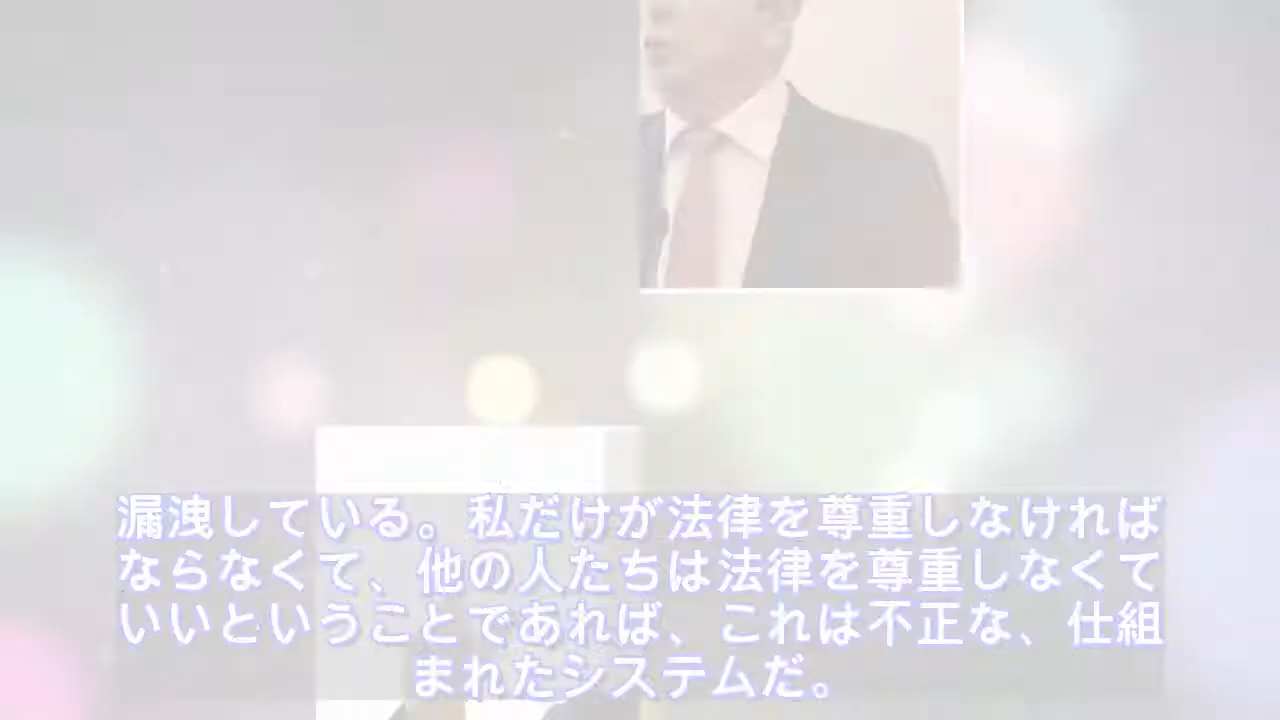 漏洩している。私だけが法律を尊重しなければ
ならなくて、他の人たちは法律を尊重しなくて
いいということであれば、これは不正な、仕組
まれたシステムだ。